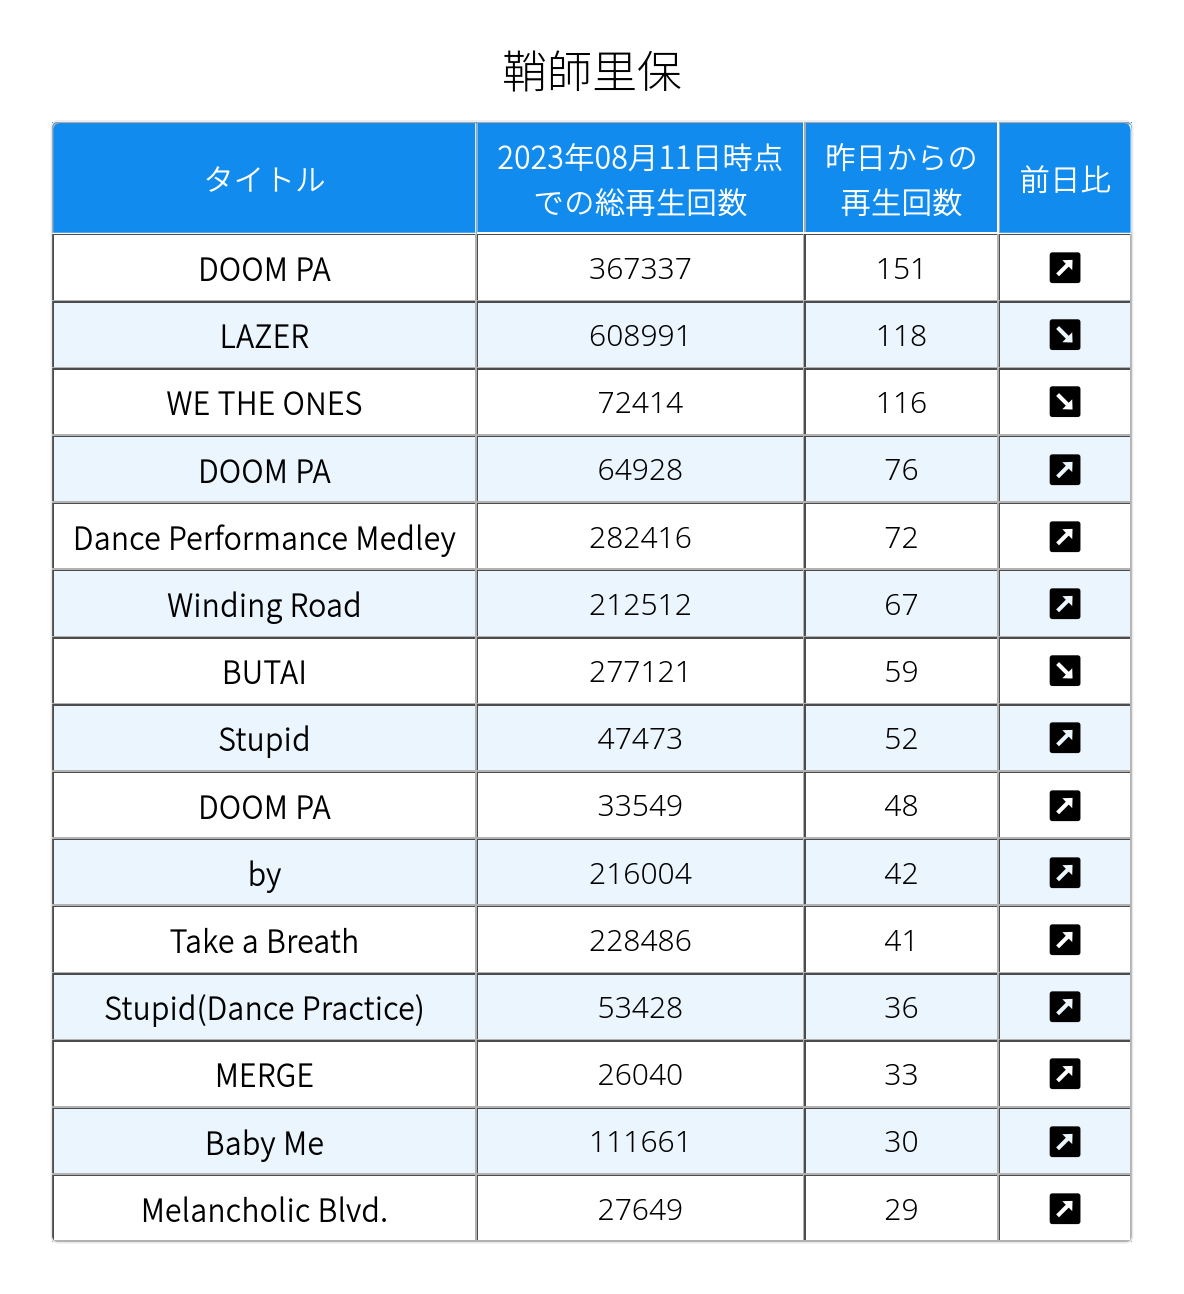 鞘師里保
タイトル 2023年08月11日時点での総再生回数 昨日からの再生回数 前日比
DOOM PA 367337 151 ↗
LAZER 608991 118 ↘
WE THE ONES 72414 116 ↘
DOOM PA 64928 76 ↗
Dance Performance Medley 282416 72 ↗
Winding Road 212512 67 ↗
BUTAI 277121 59 ↘
Stupid 47473 52 ↗
DOOM PA 33549 48 ↗
by 216004 42 ↗
Take a Breath 228486 41 ↗
Stupid(Dance Practice) 53428 36 ↗
MERGE 26040 33 ↗
Baby Me 111661 30 ↗
Melancholic Blvd. 27649 29 ↗